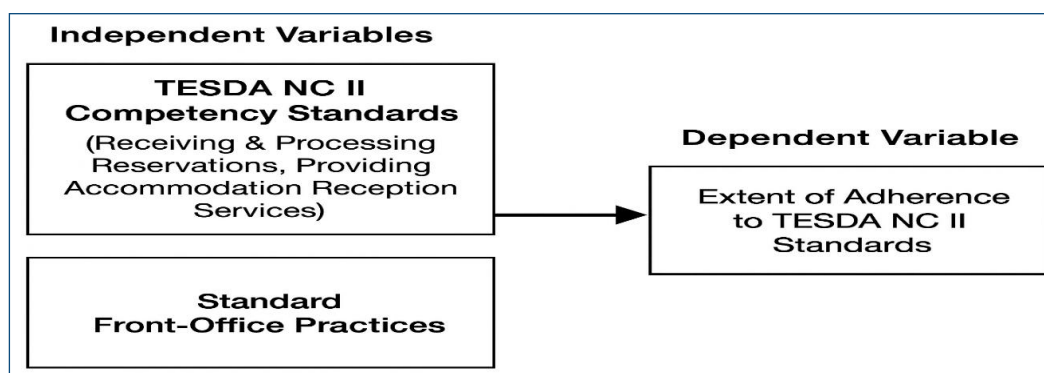 Independent Variables
TESDA NC II
Competency Standards
(Receiving & Processing
Reservations, Providing
Accommodation Reception
Services)
Standard
Front-Office Practices
Dependent Variable
Extent of Adherence
to TESDA NC II
Standards